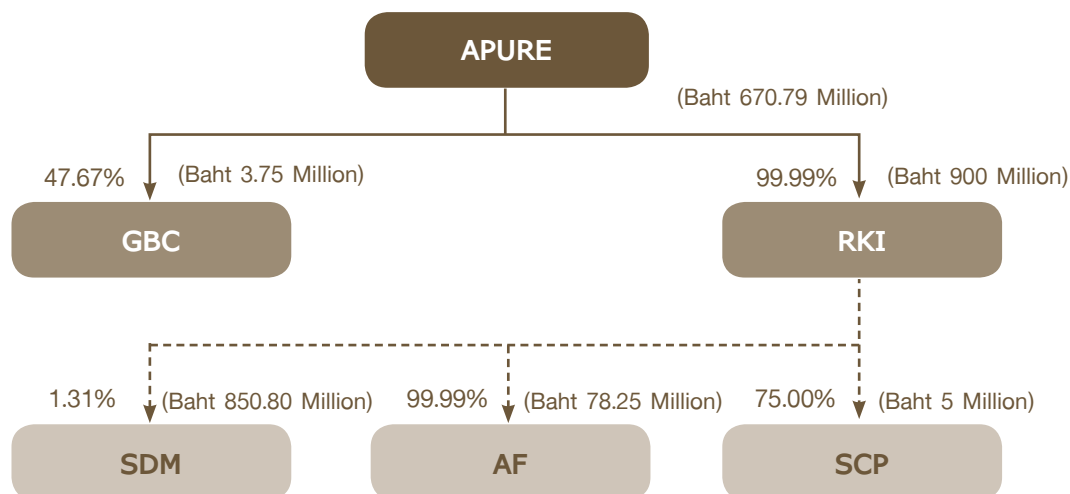 APURE
(Baht 670.79 Million)
47.67% (Baht 3.75 Million) 99.99% (Baht 900 Million)
GBC RKI
1.31% (Baht 850.80 Million) 99.99% (Baht 78.25 Million) 75.00% (Baht 5 Million)
SDM AF SCP